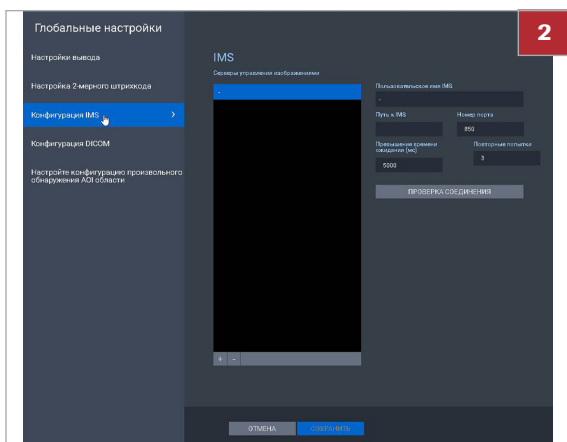 Глобальные настройки
2
Настройки вывода
Настройка 2-мерного штрихкода
Конфигурация IMS
Конфигурация DICOM
Настройте конфигурацию произвольного
обнаружения AOI области
IMS
Серверы управления изображениями
-
+ -
Пользовательское имя IMS
-
Путь к IMS
Номер порта
850
Превышение времени
ожидания (мс)
Повторные попытки
5000
3
ПРОВЕРКА СОЕДИНЕНИЯ
ОТМЕНА
СОХРАНИТЬ